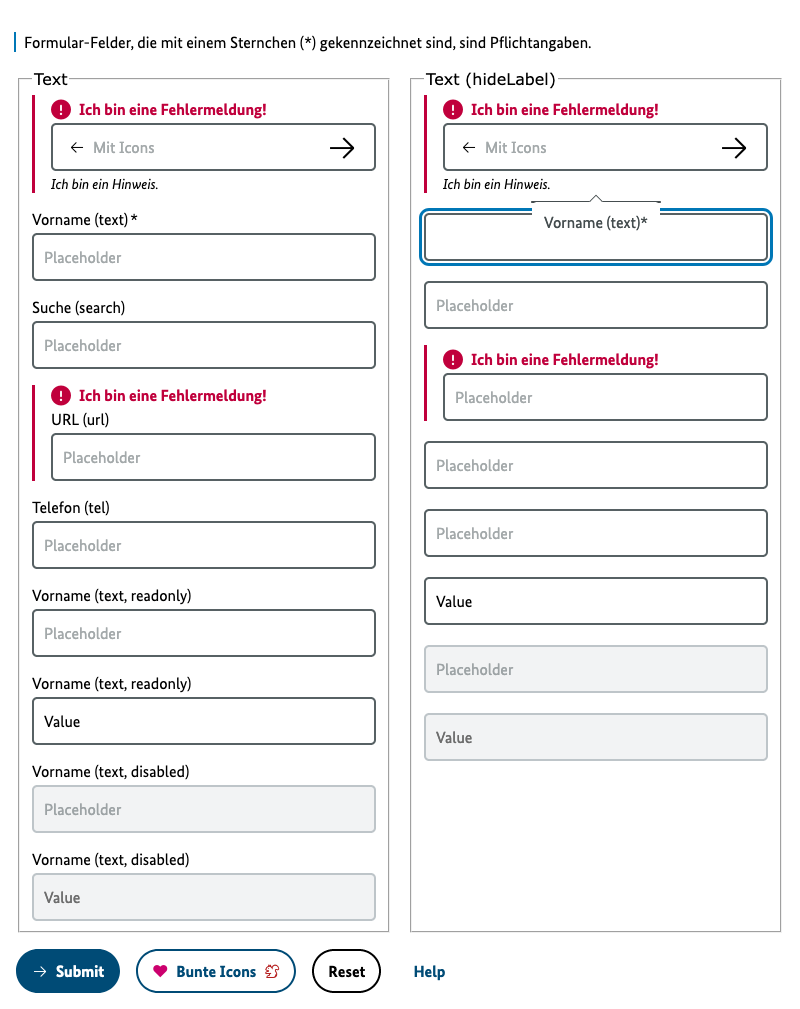 Formular-Felder, die mit einem Sternchen (*) gekennzeichnet sind, sind Pflichtangaben.
Text
! Ich bin eine Fehlermeldung!
Mit Icons
Ich bin ein Hinweis.
Vorname (text) *
Placeholder
Suche (search)
Placeholder
! Ich bin eine Fehlermeldung!
URL (url)
Placeholder
Telefon (tel)
Placeholder
Vorname (text, readonly)
Placeholder
Vorname (text, readonly)
Value
Vorname (text, disabled)
Placeholder
Vorname (text, disabled)
Value
Text (hideLabel)
! Ich bin eine Fehlermeldung!
Mit Icons
Ich bin ein Hinweis.
Vorname (text)*
Placeholder
! Ich bin eine Fehlermeldung!
Placeholder
Placeholder
Placeholder
Value
Placeholder
Value
Submit
Bunte Icons
Reset
Help